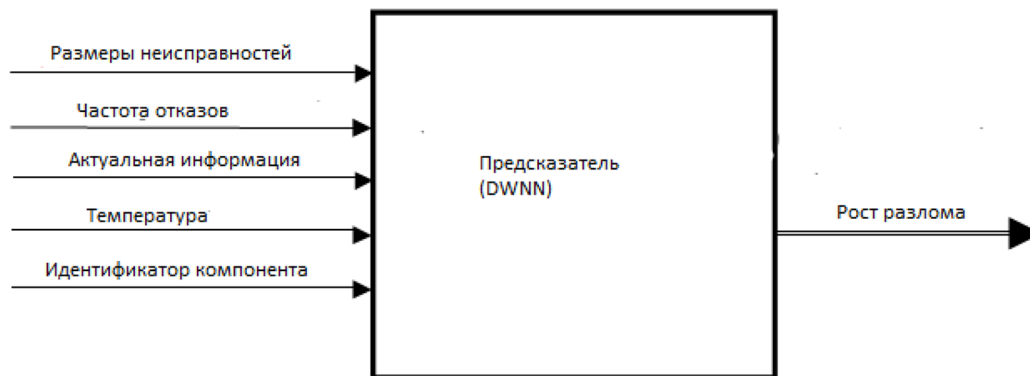 Размеры неисправностей
Частота отказов
Актуальная информация
Температура
Идентификатор компонента
Предсказатель
(DWNN)
Рост разлома